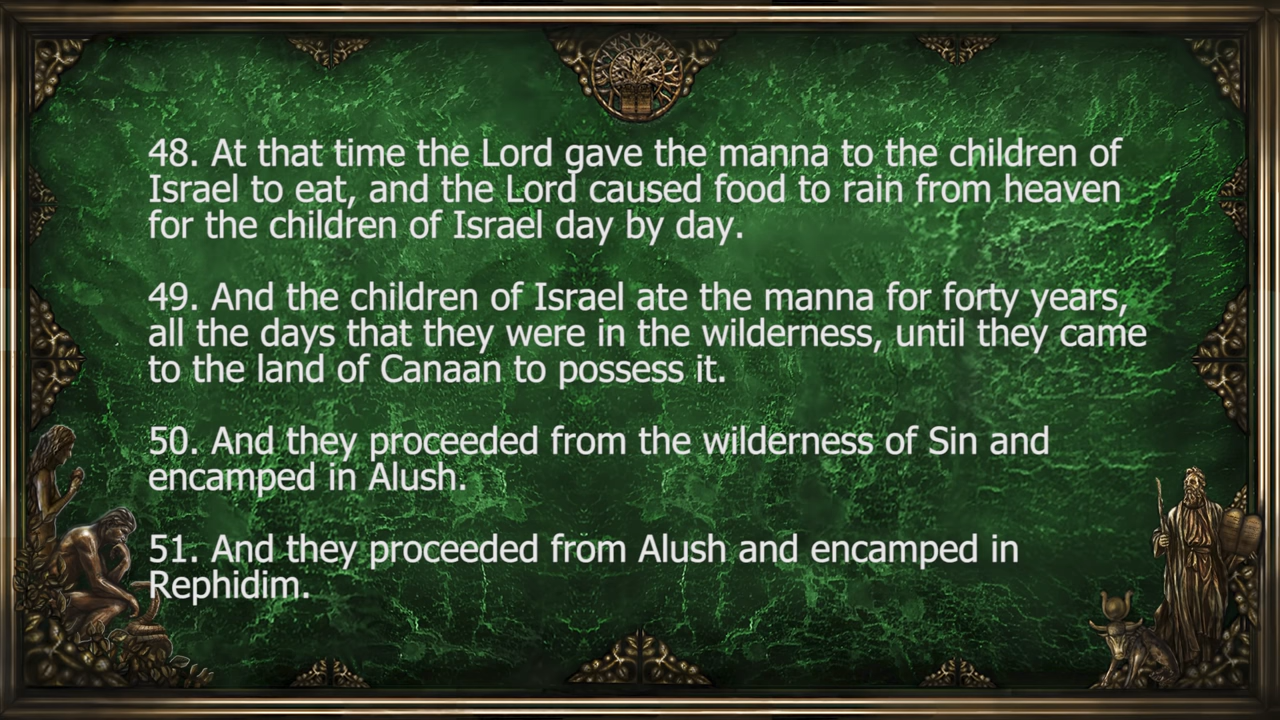 48. At that time the Lord gave the manna to the children of
Israel to eat, and the Lord caused food to rain from heaven
for the children of Israel day by day.
49. And the children of Israel ate the manna for forty years,
all the days that they were in the wilderness, until they came
to the land of Canaan to possess it.
50. And they proceeded from the wilderness of Sin and
encamped in Alush.
51. And they proceeded from Alush and encamped in
Rephidim.